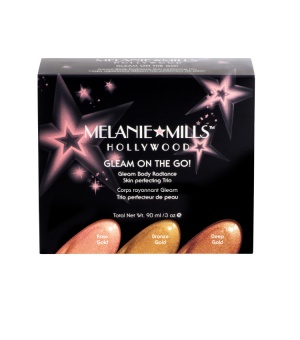 MELANIE★MILLS™
HOLLYWOOD
GLEAM ON THE GO!
Gleam Body Radiance
Skin perfecting Trio
Corps rayonnant Gleam
Trio perfecteur de peau
Total Net Wt. 90 ml/3 oz
Rose Gold
Bronze Gold
Deep Gold